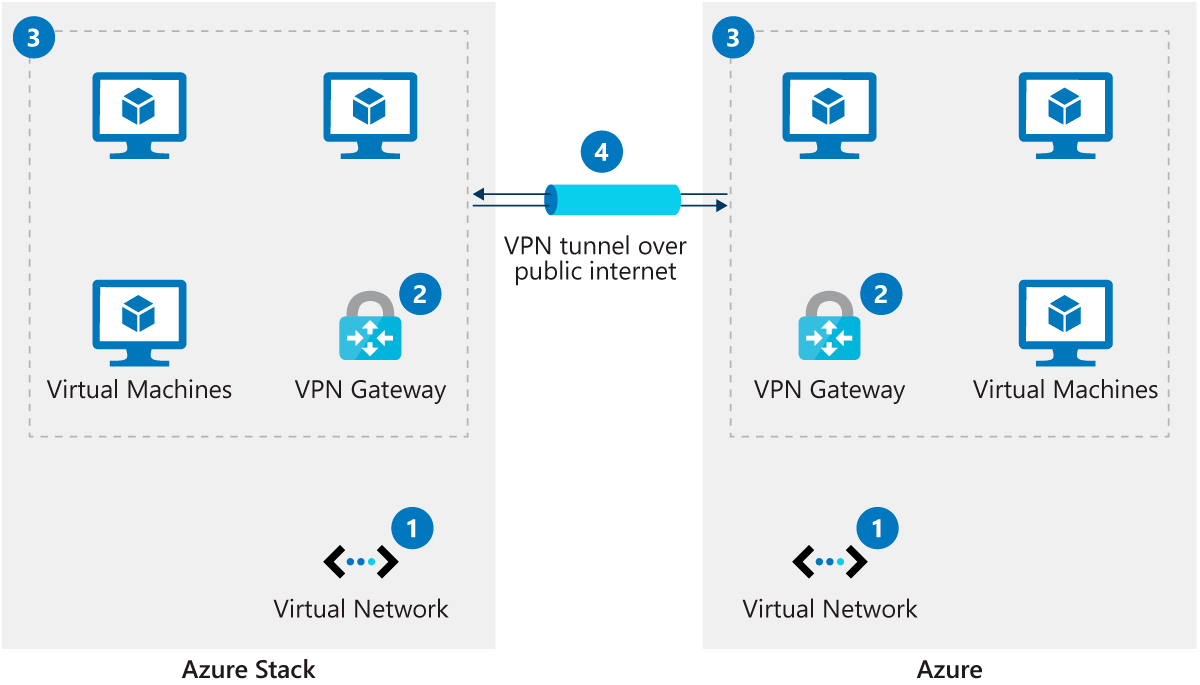 3
3
4
VPN tunnel over
public internet
2
Virtual Machines
VPN Gateway
2
VPN Gateway
Virtual Machines
1
Virtual Network
1
Virtual Network
Azure Stack
Azure